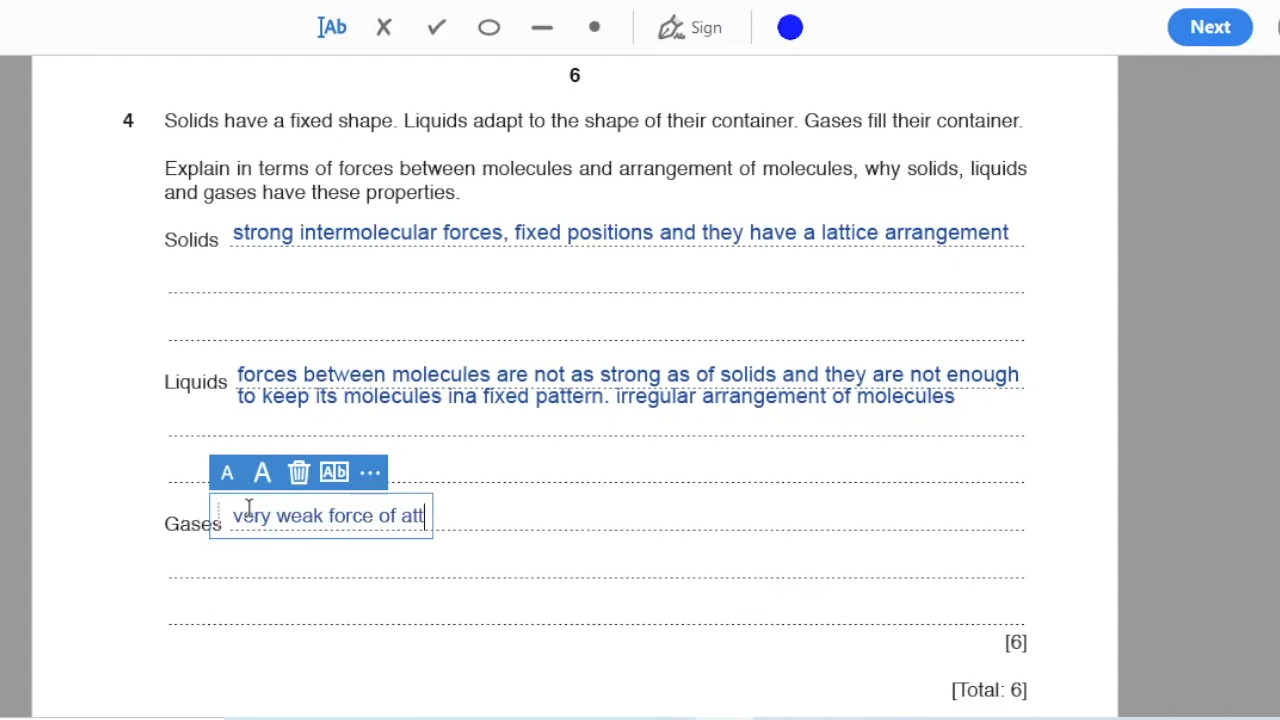 Ab
Sign
Next
6
4 Solids have a fixed shape. Liquids adapt to the shape of their container. Gases fill their container.
Explain in terms of forces between molecules and arrangement of molecules, why solids, liquids
and gases have these properties.
Solids strong intermolecular forces, fixed positions and they have a lattice arrangement
Liquids forces between molecules are not as strong as of solids and they are not enough
to keep its molecules ina fixed pattern. irregular arrangement of molecules
A A Ab ...
Gases very weak force of att
[6]
[Total: 6]